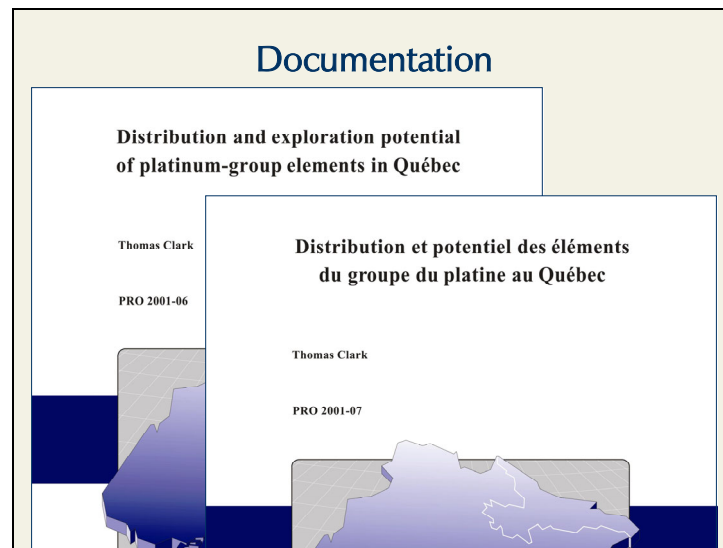 Documentation
Distribution and exploration potential
of platinum-group elements in Québec
Thomas Clark
PRO 2001-06
Distribution et potentiel des éléments
du groupe du platine au Québec
Thomas Clark
PRO 2001-07